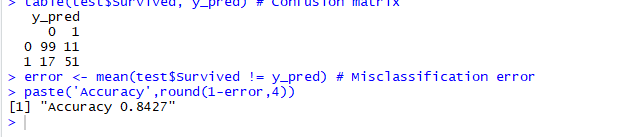 > table(test$Survived, y_pred) # Confusion matrix
   y_pred
     0  1
  0 99 11
  1 17 51
> error <- mean(test$Survived != y_pred) # Misclassification error
> paste('Accuracy',round(1-error,4))
[1] "Accuracy 0.8427"
>